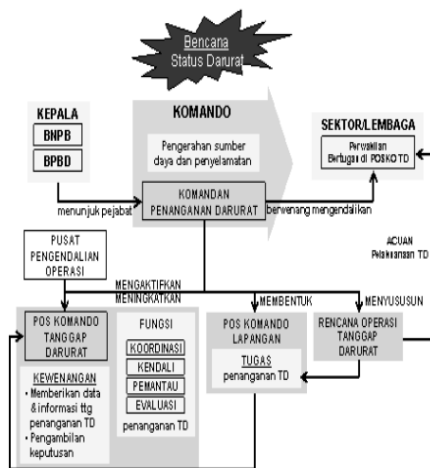 Bencana
Status Darurat
KEPALA
BNPB
BPBD
KOMANDO
Pengerahan sumber
daya dan penyelamatan
KOMANDAN
PENANGANAN DARURAT
SEKTOR/LEMBAGA
Perwakilan
Bertugas di POSKO TD
menunjuk pejabat
berwenang mengendalikan
PUSAT
PENGENDALIAN
OPERASI
ACUAN
Pelaksanaan TD
MENGAKTIFKAN
MENINGKATKAN
MEMBENTUK
MENYUSUSUN
POS KOMANDO
TANGGAP
DARURAT
KEWENANGAN
• Memberikan data
& informasi ttg
penanganan TD
• Pengambilan
keputusan
FUNGSI
KOORDINASI
KENDALI
PEMANTAU
EVALUASI
penanganan TD
POS KOMANDO
LAPANGAN
TUGAS
penanganan TD
RENCANA OPERASI
TANGGAP
DARURAT